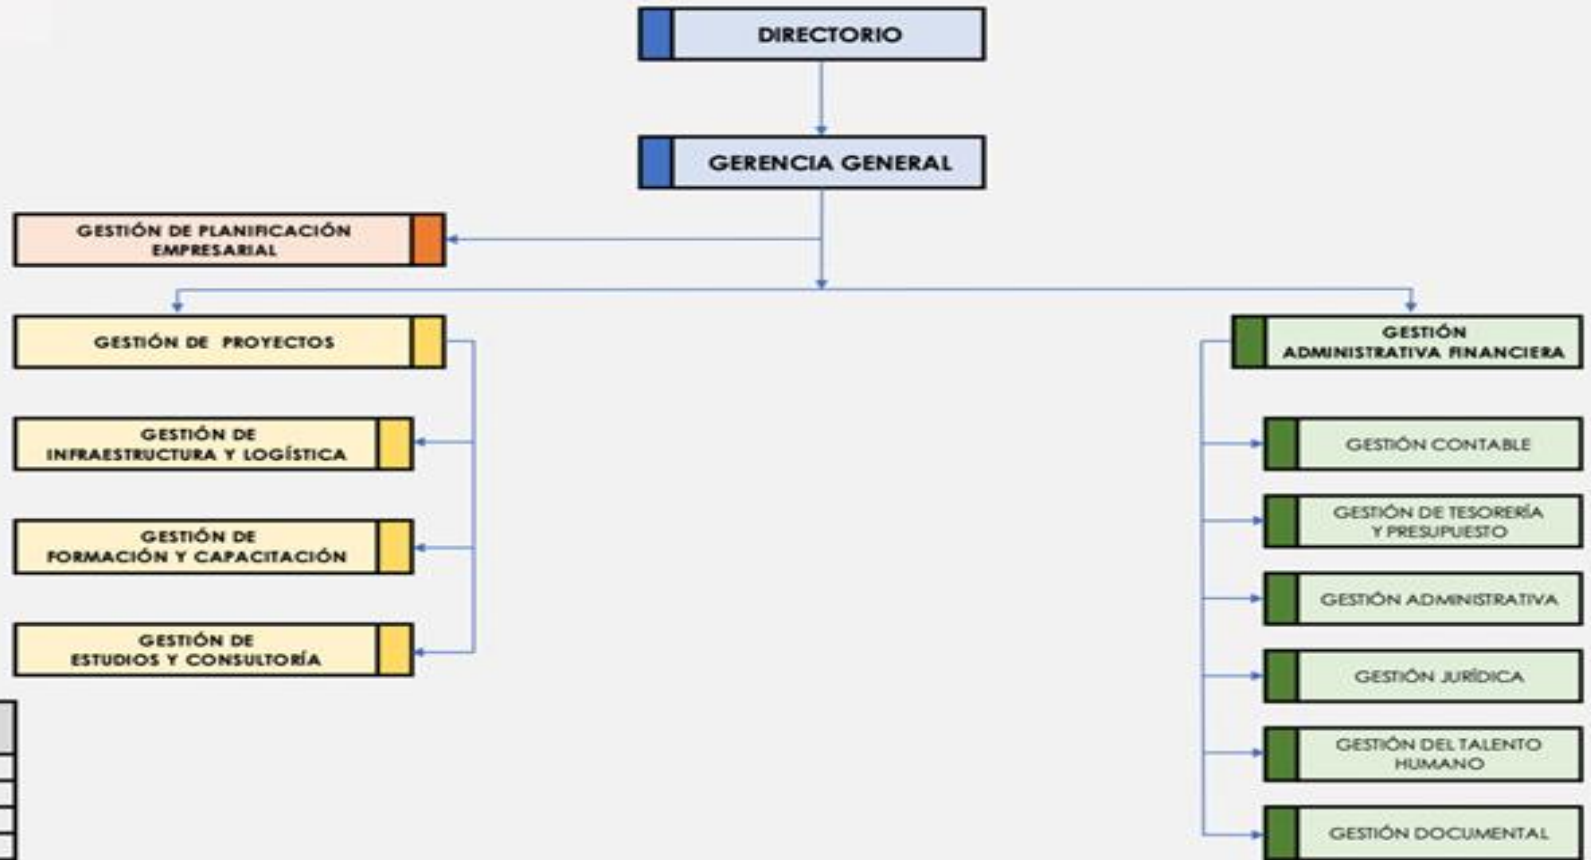 DIRECTORIO
GERENCIA GENERAL
GESTIÓN DE PLANIFICACIÓN
EMPRESARIAL
GESTIÓN DE PROYECTOS
GESTIÓN DE
INFRAESTRUCTURA Y LOGÍSTICA
GESTIÓN DE
FORMACIÓN Y CAPACITACIÓN
GESTIÓN DE
ESTUDIOS Y CONSULTORÍA
GESTIÓN
ADMINISTRATIVA FINANCIERA
GESTIÓN CONTABLE
GESTIÓN DE TESORERÍA
Y PRESUPUESTO
GESTIÓN ADMINISTRATIVA
GESTIÓN JURÍDICA
GESTIÓN DEL TALENTO
HUMANO
GESTIÓN DOCUMENTAL